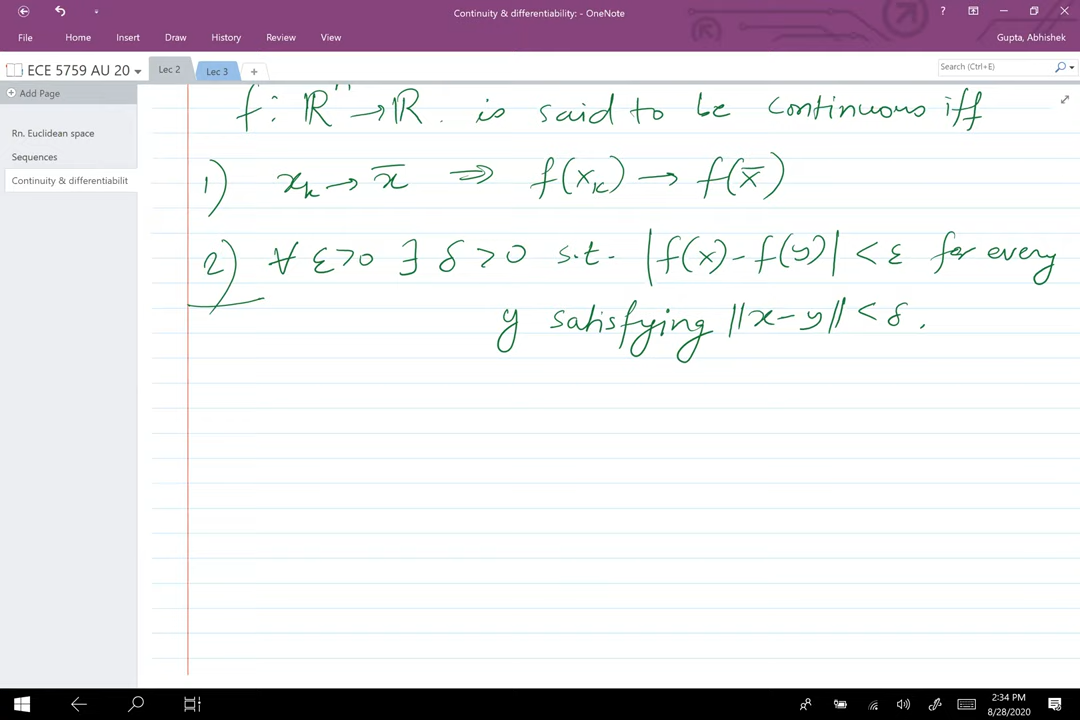 Continuity & differentiability: - OneNote
File Home Insert Draw History Review View
Gupta, Abhishek
ECE 5759 AU 20 Lec 2 Lec 3
Search (Ctrl+E)
Add Page
Rn. Euclidean space
Sequences
Continuity & differentiabilit
f: ℝⁿ → ℝ. is said to be continuous iff
1) xₖ → x̄ ⇒ f(xₖ) → f(x̄)
2) ∀ ε>0 ∃ δ>0 s.t. |f(x) - f(y)| < ε for every
y satisfying ||x-y|| < δ.
2:34 PM
8/28/2020